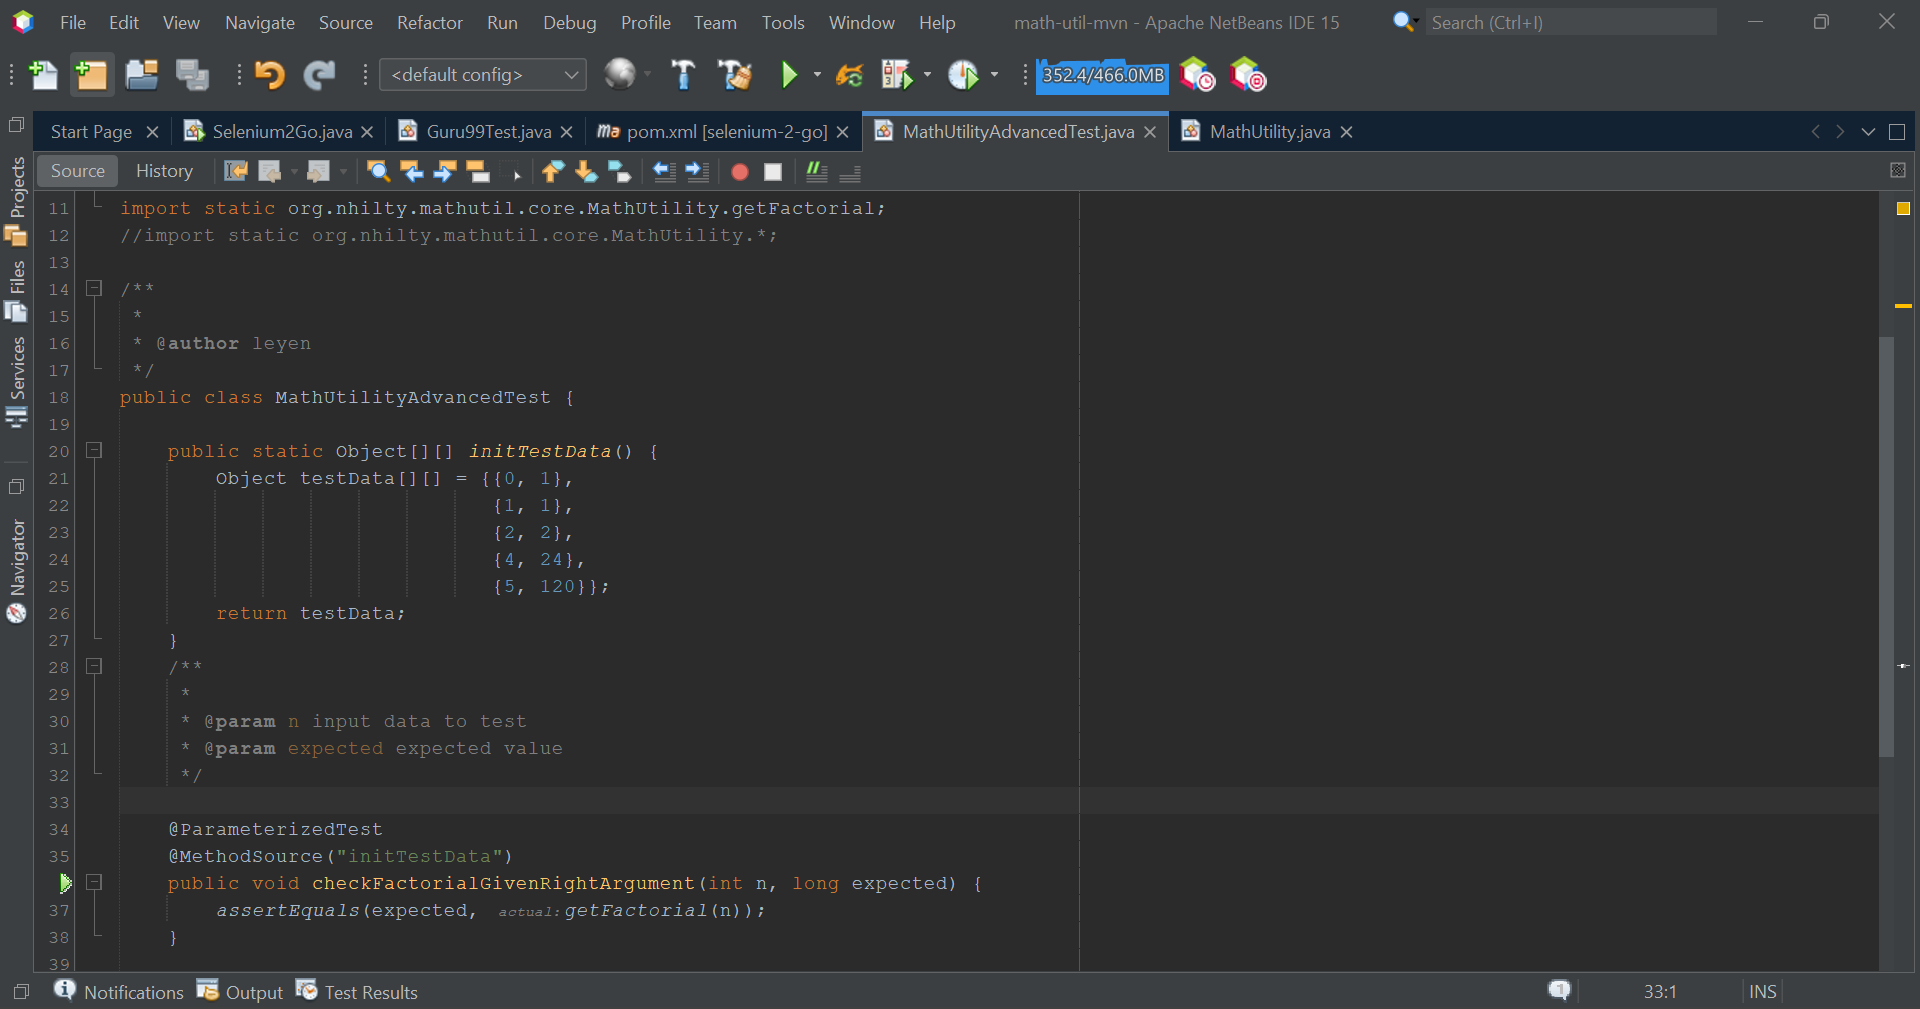 File Edit View Navigate Source Refactor Run Debug Profile Team Tools Window Help math-util-mvn - Apache NetBeans IDE 15 Search (Ctrl+I)
<default config> 352.4/466.0MB
Start Page Selenium2Go.java Guru99Test.java ma pom.xml [selenium-2-go] MathUtilityAdvancedTest.java MathUtility.java
Source History
Projects
Files
Services
Navigator
11 import static org.nhilty.mathutil.core.MathUtility.getFactorial;
12 //import static org.nhilty.mathutil.core.MathUtility.*;
13
14 /**
15 *
16 * @author leyen
17 */
18 public class MathUtilityAdvancedTest {
19
20 public static Object[][] initTestData() {
21 Object testData[][] = {{0, 1},
22 {1, 1},
23 {2, 2},
24 {4, 24},
25 {5, 120}};
26 return testData;
27 }
28 /**
29 *
30 * @param n input data to test
31 * @param expected expected value
32 */
33
34 @ParameterizedTest
35 @MethodSource("initTestData")
public void checkFactorialGivenRightArgument(int n, long expected) {
37 assertEquals(expected, actual: getFactorial(n));
38 }
39
Notifications Output Test Results 1 33:1 INS